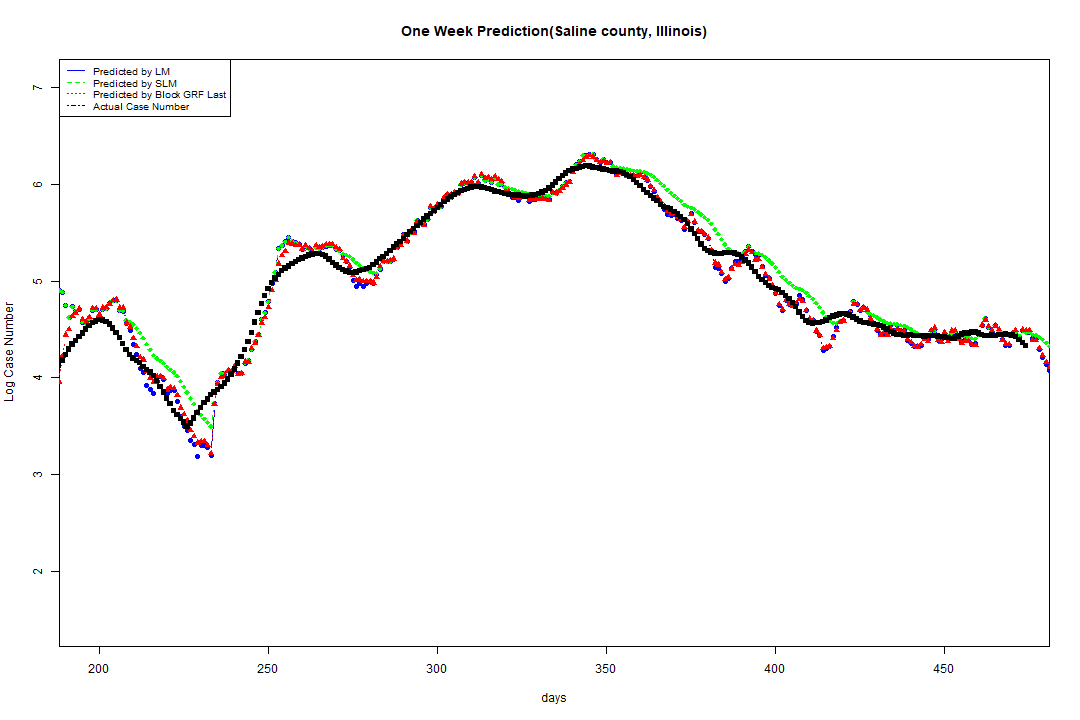 One Week Prediction(Saline county, Illinois)
Predicted by LM
Predicted by SLM
Predicted by Block GRF Last
Actual Case Number
7
6
5
4
3
2
Log Case Number
200 250 300 350 400 450
days